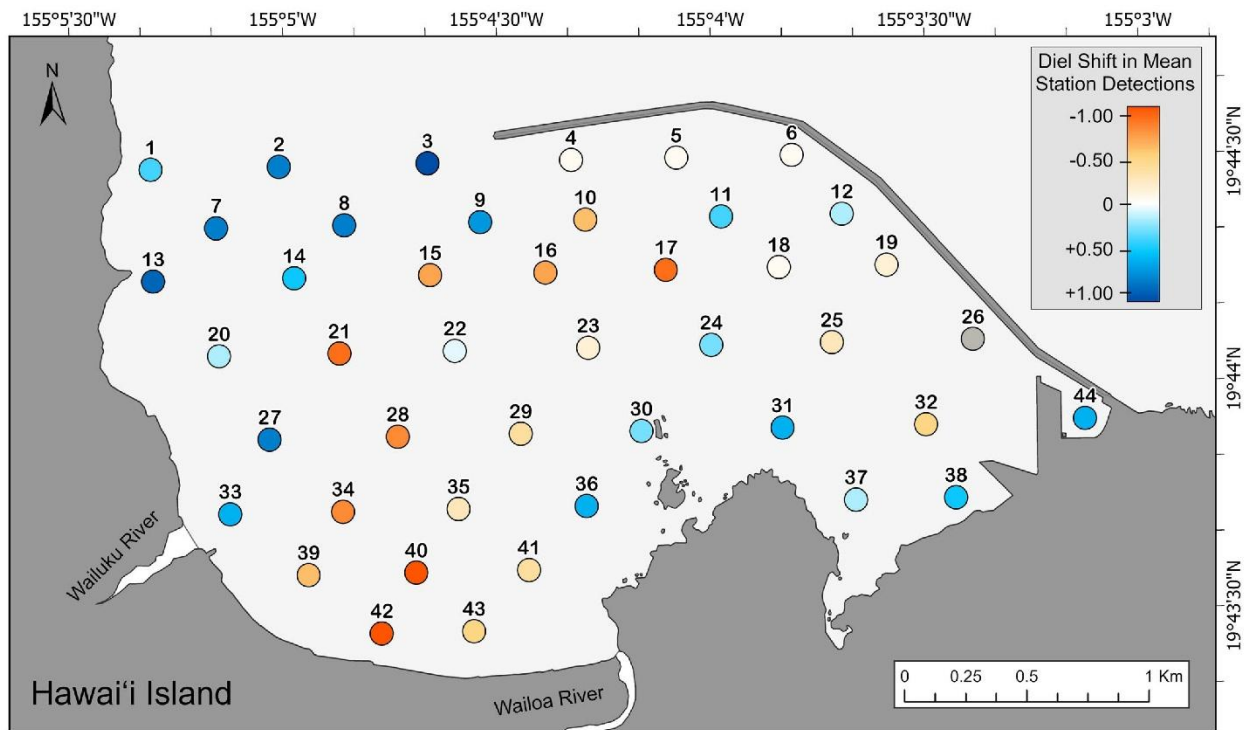 155°5'30"W 155°5'W 155°4'30"W 155°4'W 155°3'30"W 155°3'W
N
Diel Shift in Mean
Station Detections
-1.00
-0.50
0
+0.50
+1.00
19°44'30"N
1 2 3 4 5 6
7 8 9 10 11 12
13 14 15 16 17 18 19
20 21 22 23 24 25 26
19°44'N
27 28 29 30 31 32 44
33 34 35 36 37 38
Wailuku River
39 40 41
19°43'30"N
42 43
Hawaiʻi Island
Wailoa River
0 0.25 0.5 1 Km